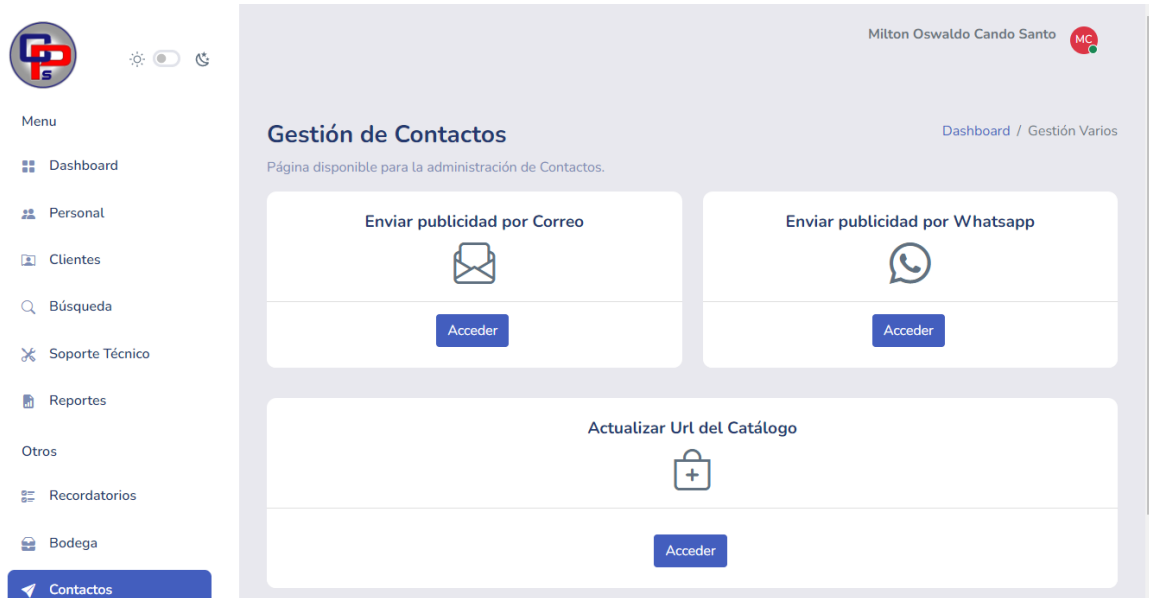 CPs
Milton Oswaldo Cando Santo
MC
Menu
Dashboard
Personal
Clientes
Búsqueda
Soporte Técnico
Reportes
Otros
Recordatorios
Bodega
Contactos
Gestión de Contactos
Dashboard / Gestión Varios
Página disponible para la administración de Contactos.
Enviar publicidad por Correo
Acceder
Enviar publicidad por Whatsapp
Acceder
Actualizar Url del Catálogo
Acceder